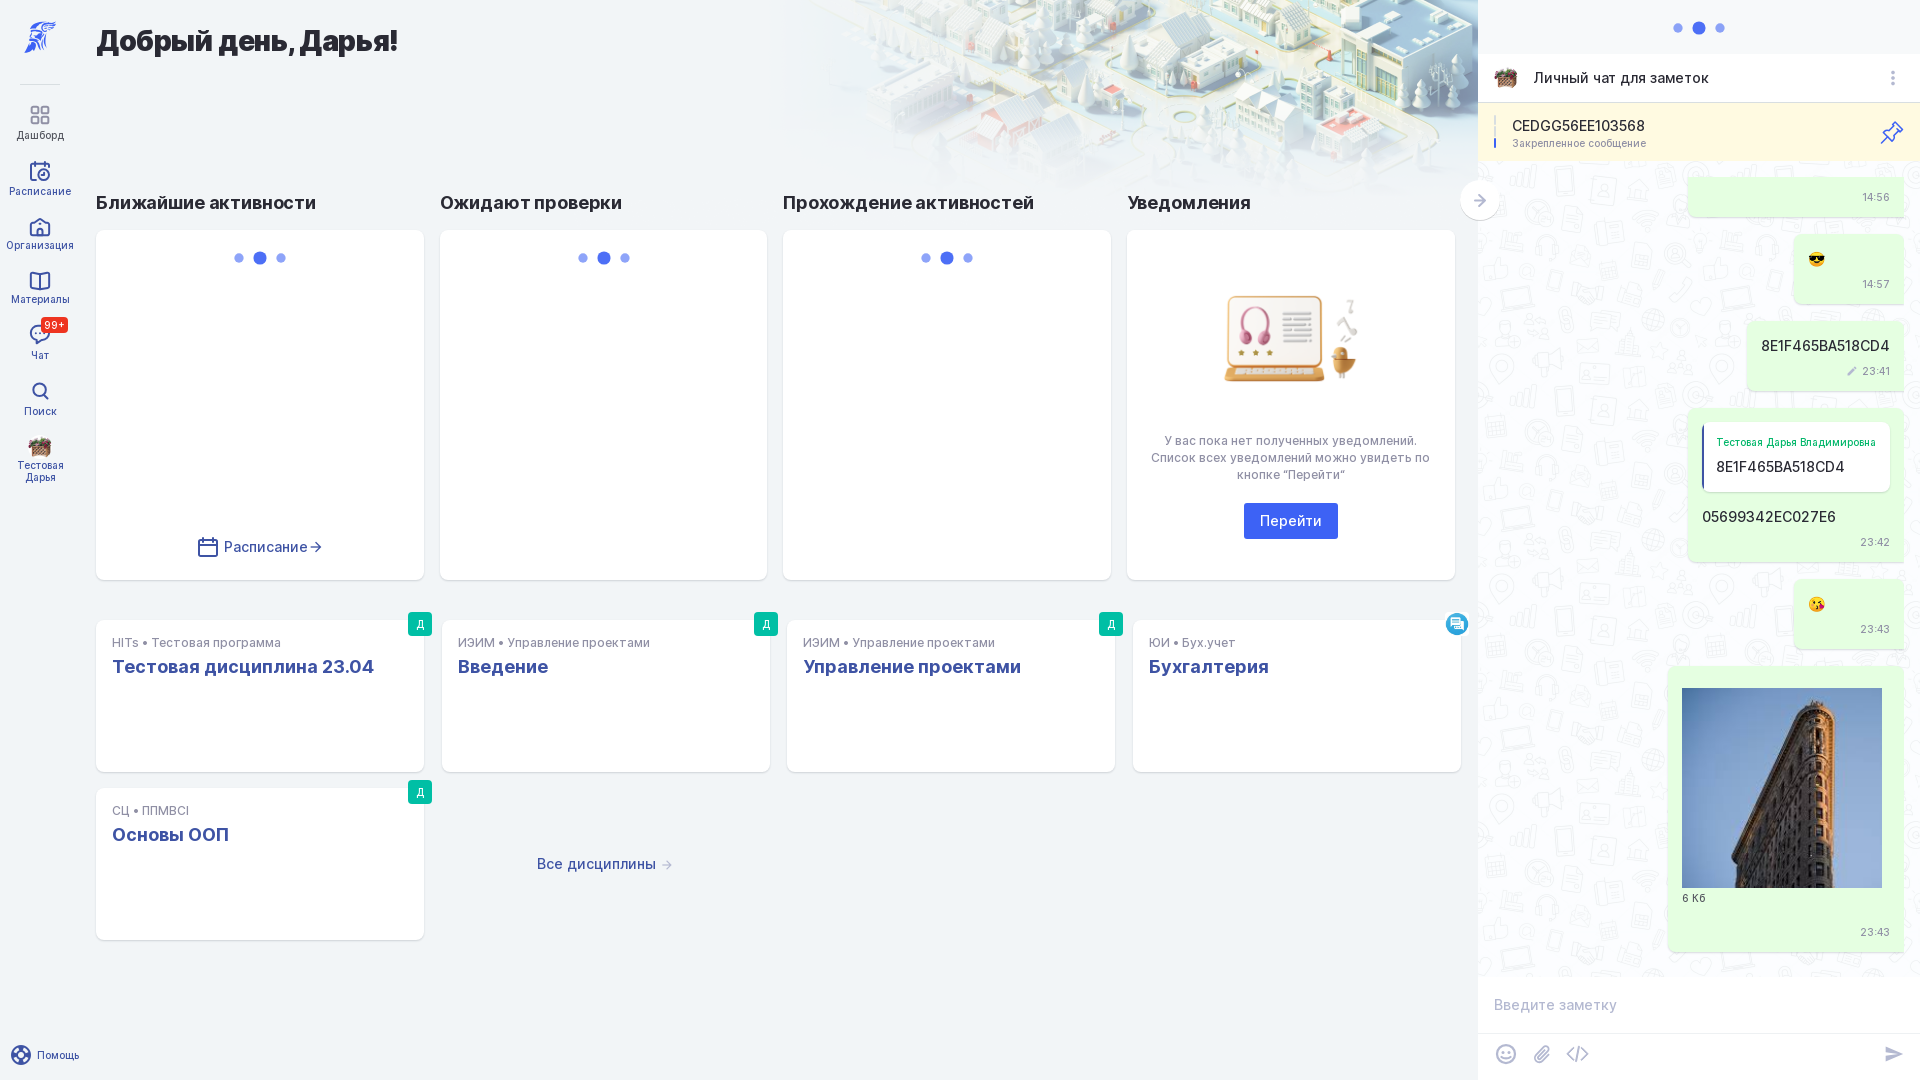 Добрый день, Дарья!
Дашборд
Расписание
Организация
Материалы
99+
Чат
Поиск
Тестовая
Дарья
Помощь
Ближайшие активности
Расписание
Ожидают проверки
Прохождение активностей
Уведомления
У вас пока нет полученных уведомлений.
Список всех уведомлений можно увидеть по
кнопке “Перейти”
Перейти
Д
HITs • Тестовая программа
Тестовая дисциплина 23.04
Д
ИЭИМ • Управление проектами
Введение
Д
ИЭИМ • Управление проектами
Управление проектами
ЮИ • Бух.учет
Бухгалтерия
Д
СЦ • ППМВСІ
Основы ООП
Все дисциплины
Личный чат для заметок
CEDGG56EE103568
Закрепленное сообщение
14:56
😎
14:57
8E1F465BA518CD4
23:41
Тестовая Дарья Владимировна
8E1F465BA518CD4
05699342EC027E6
23:42
😘
23:43
6 Кб
23:43
Введите заметку